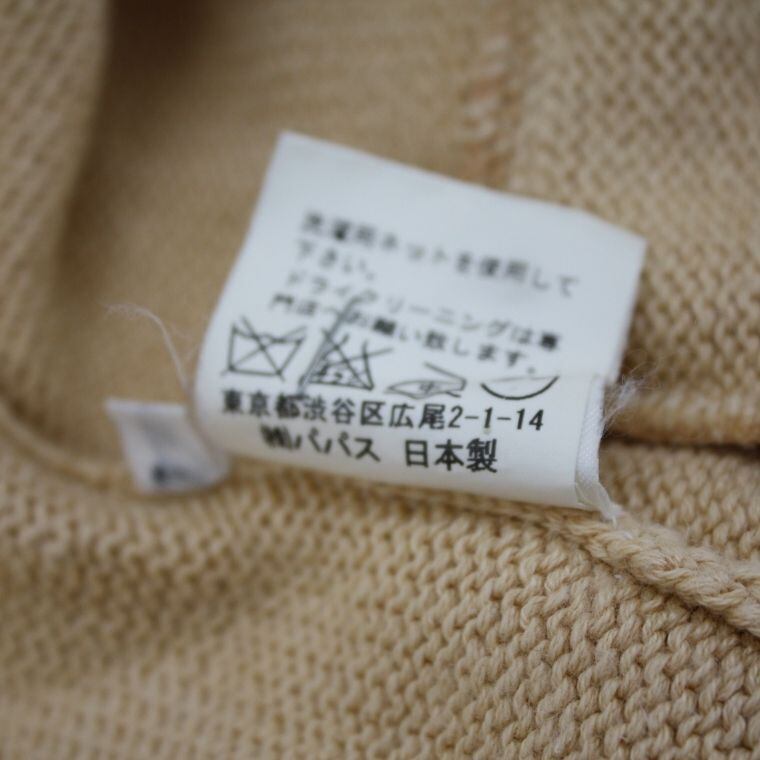 洗濯用ネットを使用して
下さい。
ドライクリーニングは専
門店へお願い致します。
東京都渋谷区広尾2-1-14
㈱パパス 日本製